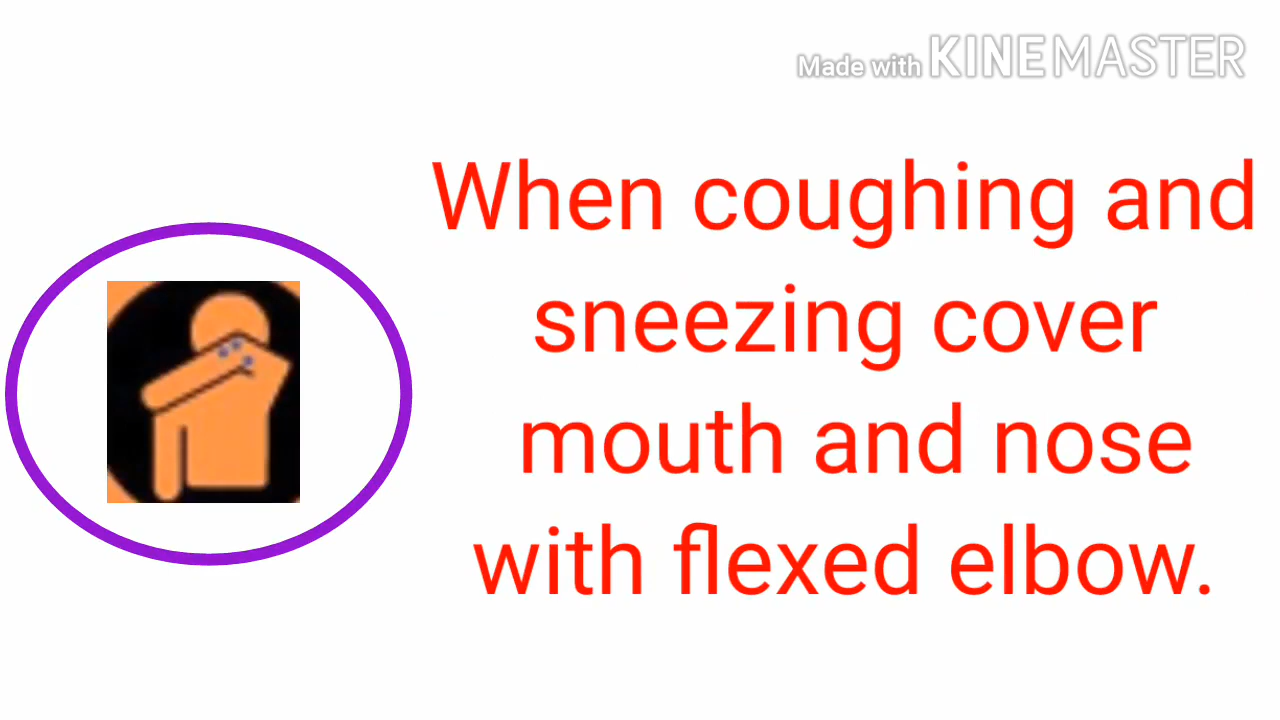 Made with KINEMASTER
When coughing and
sneezing cover
mouth and nose
with flexed elbow.